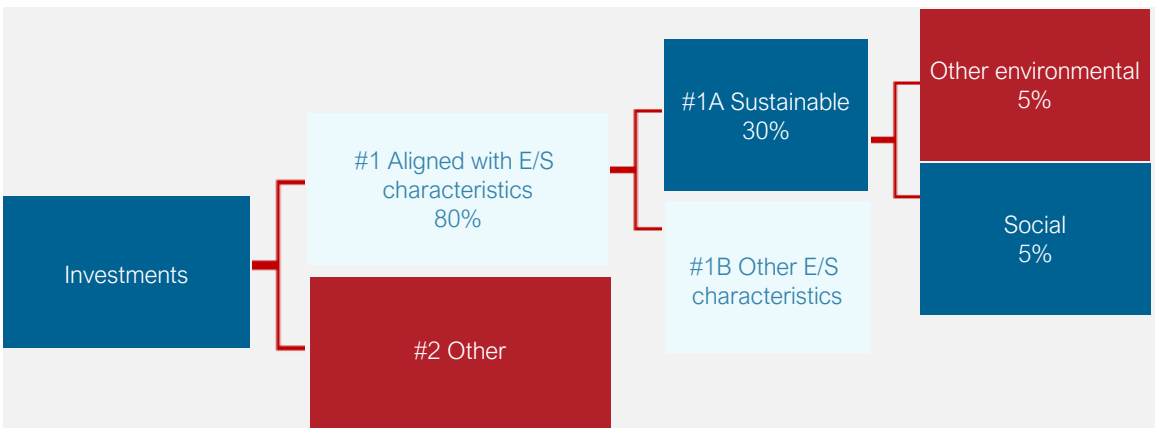 Investments
#1 Aligned with E/S
characteristics
80%
#2 Other
#1A Sustainable
30%
#1B Other E/S
characteristics
Other environmental
5%
Social
5%